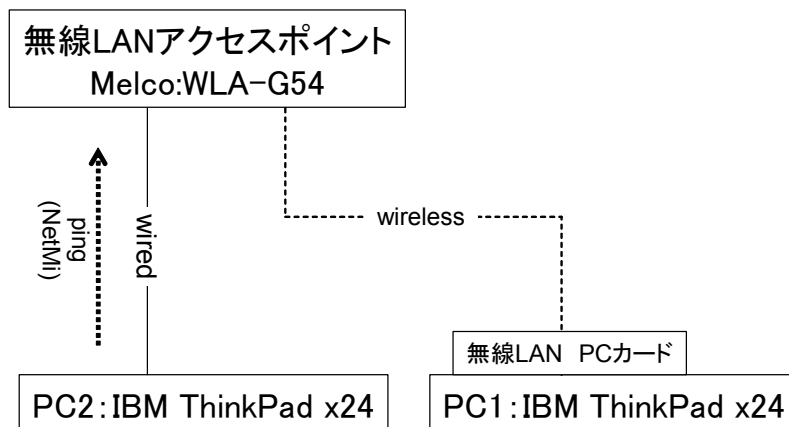 無線LANアクセスポイント
Melco:WLA-G54
ping
(NetMi)
wired
wireless
無線LAN PCカード
PC2:IBM ThinkPad x24
PC1:IBM ThinkPad x24